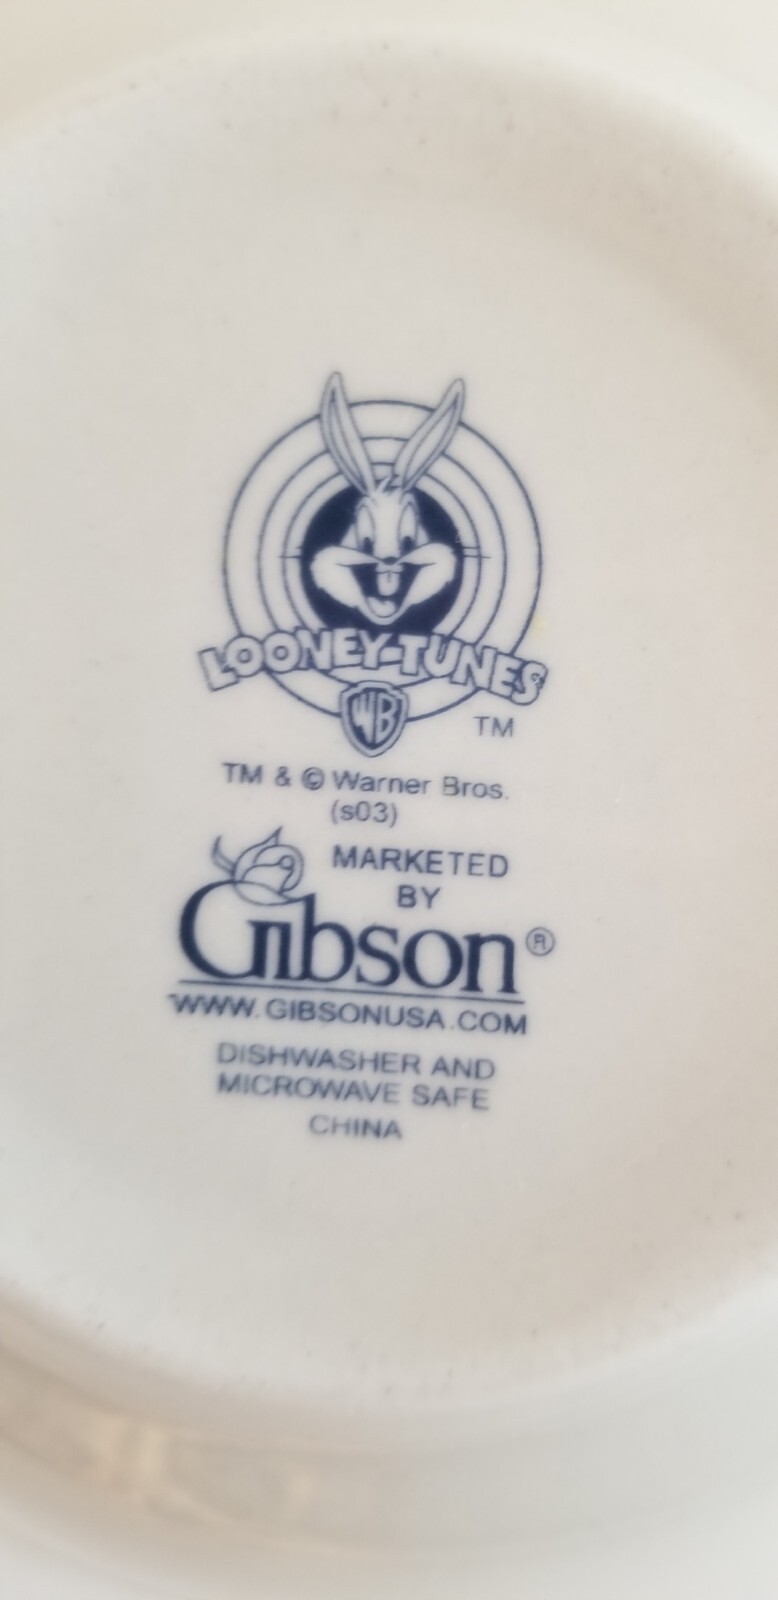 LOONEY TUNES
WB
TM
TM & © Warner Bros.
(s03)
MARKETED
BY
Gibson®
WWW.GIBSONUSA.COM
DISHWASHER AND
MICROWAVE SAFE
CHINA